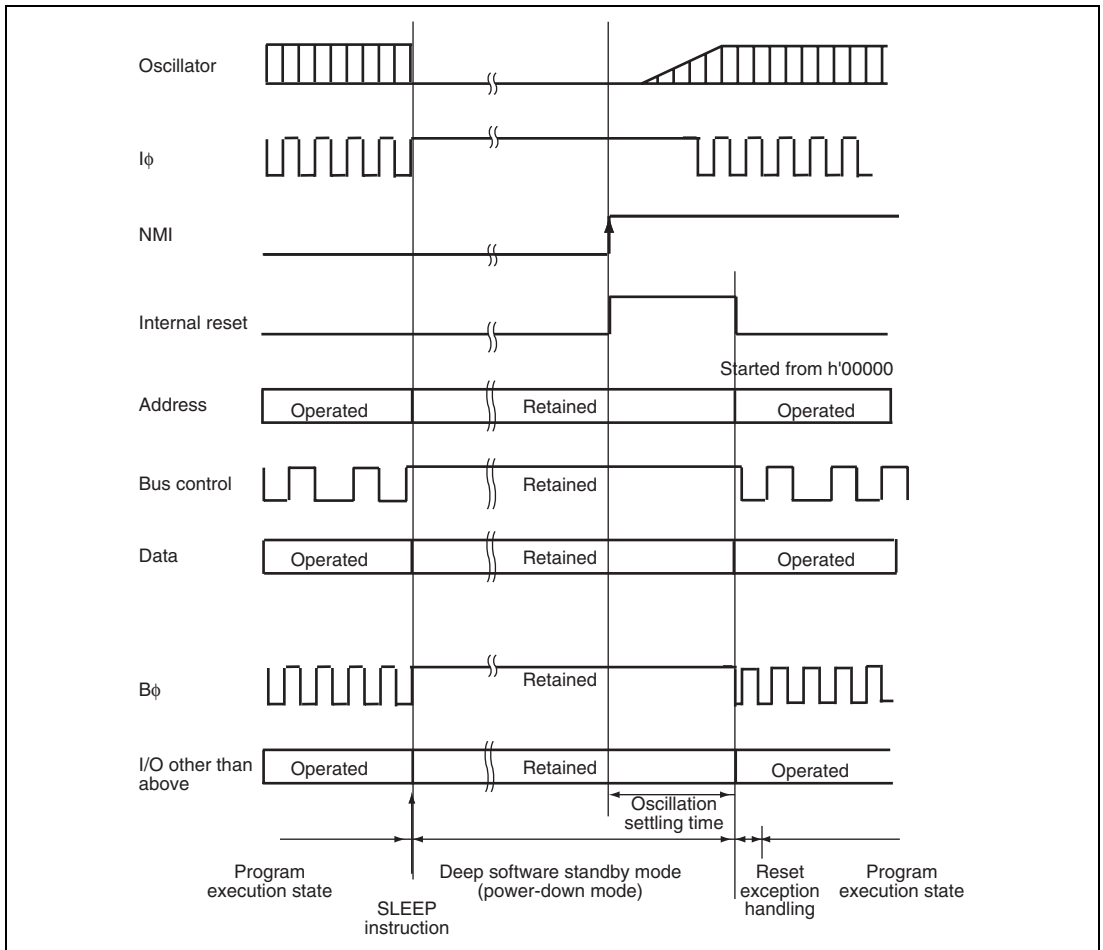 Oscillator
Iϕ
NMI
Internal reset
Started from h'00000
Address
Operated
Retained
Operated
Bus control
Retained
Data
Operated
Retained
Operated
Bϕ
Retained
I/O other than
above
Operated
Retained
Operated
Oscillation
settling time
Program
execution state
SLEEP
instruction
Deep software standby mode
(power-down mode)
Reset
exception
handling
Program
execution state